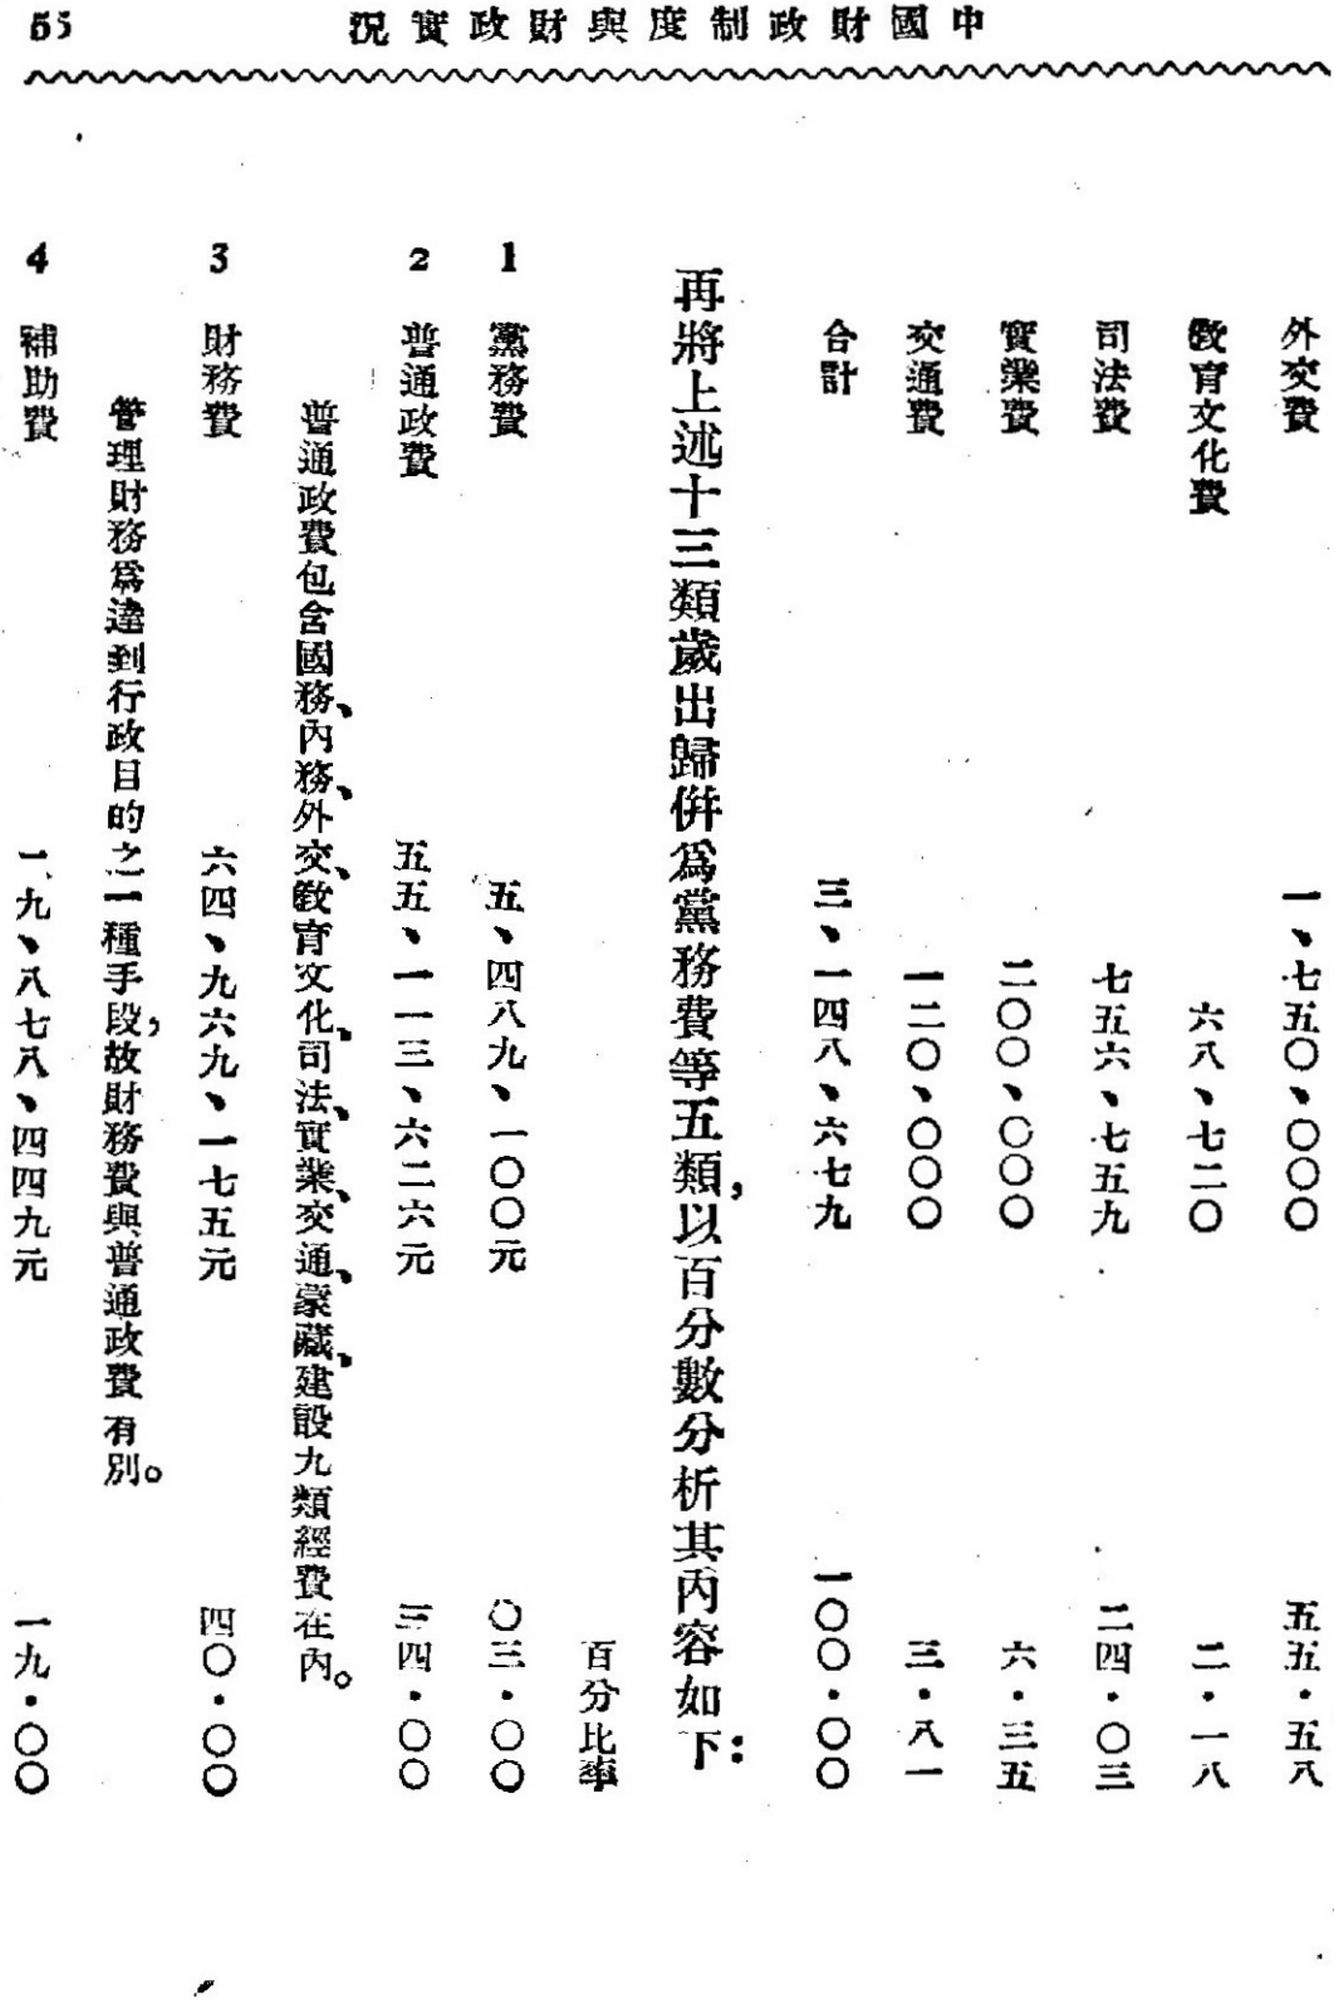 中國財政制度與財政實況
55
外交費 一、七五〇、〇〇〇 五五・五八
敎育文化費 六八、七二〇 二・一八
司法費 七五六、七五九 二四・〇三
實業費 二〇〇、〇〇〇 六・三五
交通費 一二〇、〇〇〇 三・八一
合計 三、一四八、六七九 一〇〇・〇〇
再將上述十三類歲出歸併爲黨務費等五類，以百分數分析其內容如下：
百分比率
1 黨務費 五、四八九、一〇〇元 〇三・〇〇
2 普通政費 五五、一一三、六二六元 三四・〇〇
普通政費包含國務、內務、外交、敎育文化、司法、實業、交通、蒙藏、建設九類經費在內。
3 財務費 六四、九六九、一七五元 四〇・〇〇
管理財務爲達到行政目的之一種手段，故財務費與普通政費有別。
4 補助費 一九、八七八、四四九元 一九・〇〇